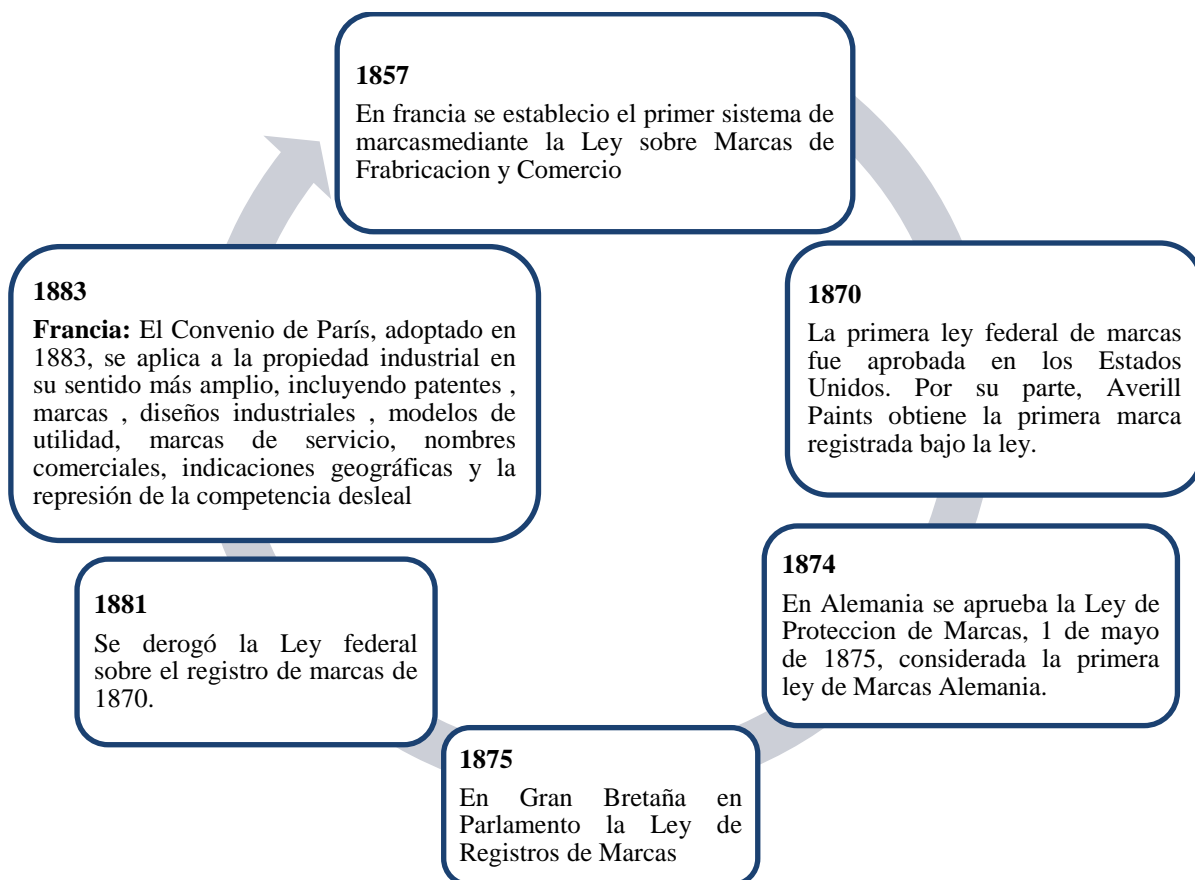 1857
En francia se establecio el primer sistema de
marcasmediante la Ley sobre Marcas de
Frabricacion y Comercio
1870
La primera ley federal de marcas
fue aprobada en los Estados
Unidos. Por su parte, Averill
Paints obtiene la primera marca
registrada bajo la ley.
1874
En Alemania se aprueba la Ley de
Proteccion de Marcas, 1 de mayo
de 1875, considerada la primera
ley de Marcas Alemania.
1875
En Gran Bretaña en
Parlamento la Ley de
Registros de Marcas
1881
Se derogó la Ley federal
sobre el registro de marcas de
1870.
1883
Francia: El Convenio de París, adoptado en
1883, se aplica a la propiedad industrial en
su sentido más amplio, incluyendo patentes ,
marcas , diseños industriales , modelos de
utilidad, marcas de servicio, nombres
comerciales, indicaciones geográficas y la
represión de la competencia desleal